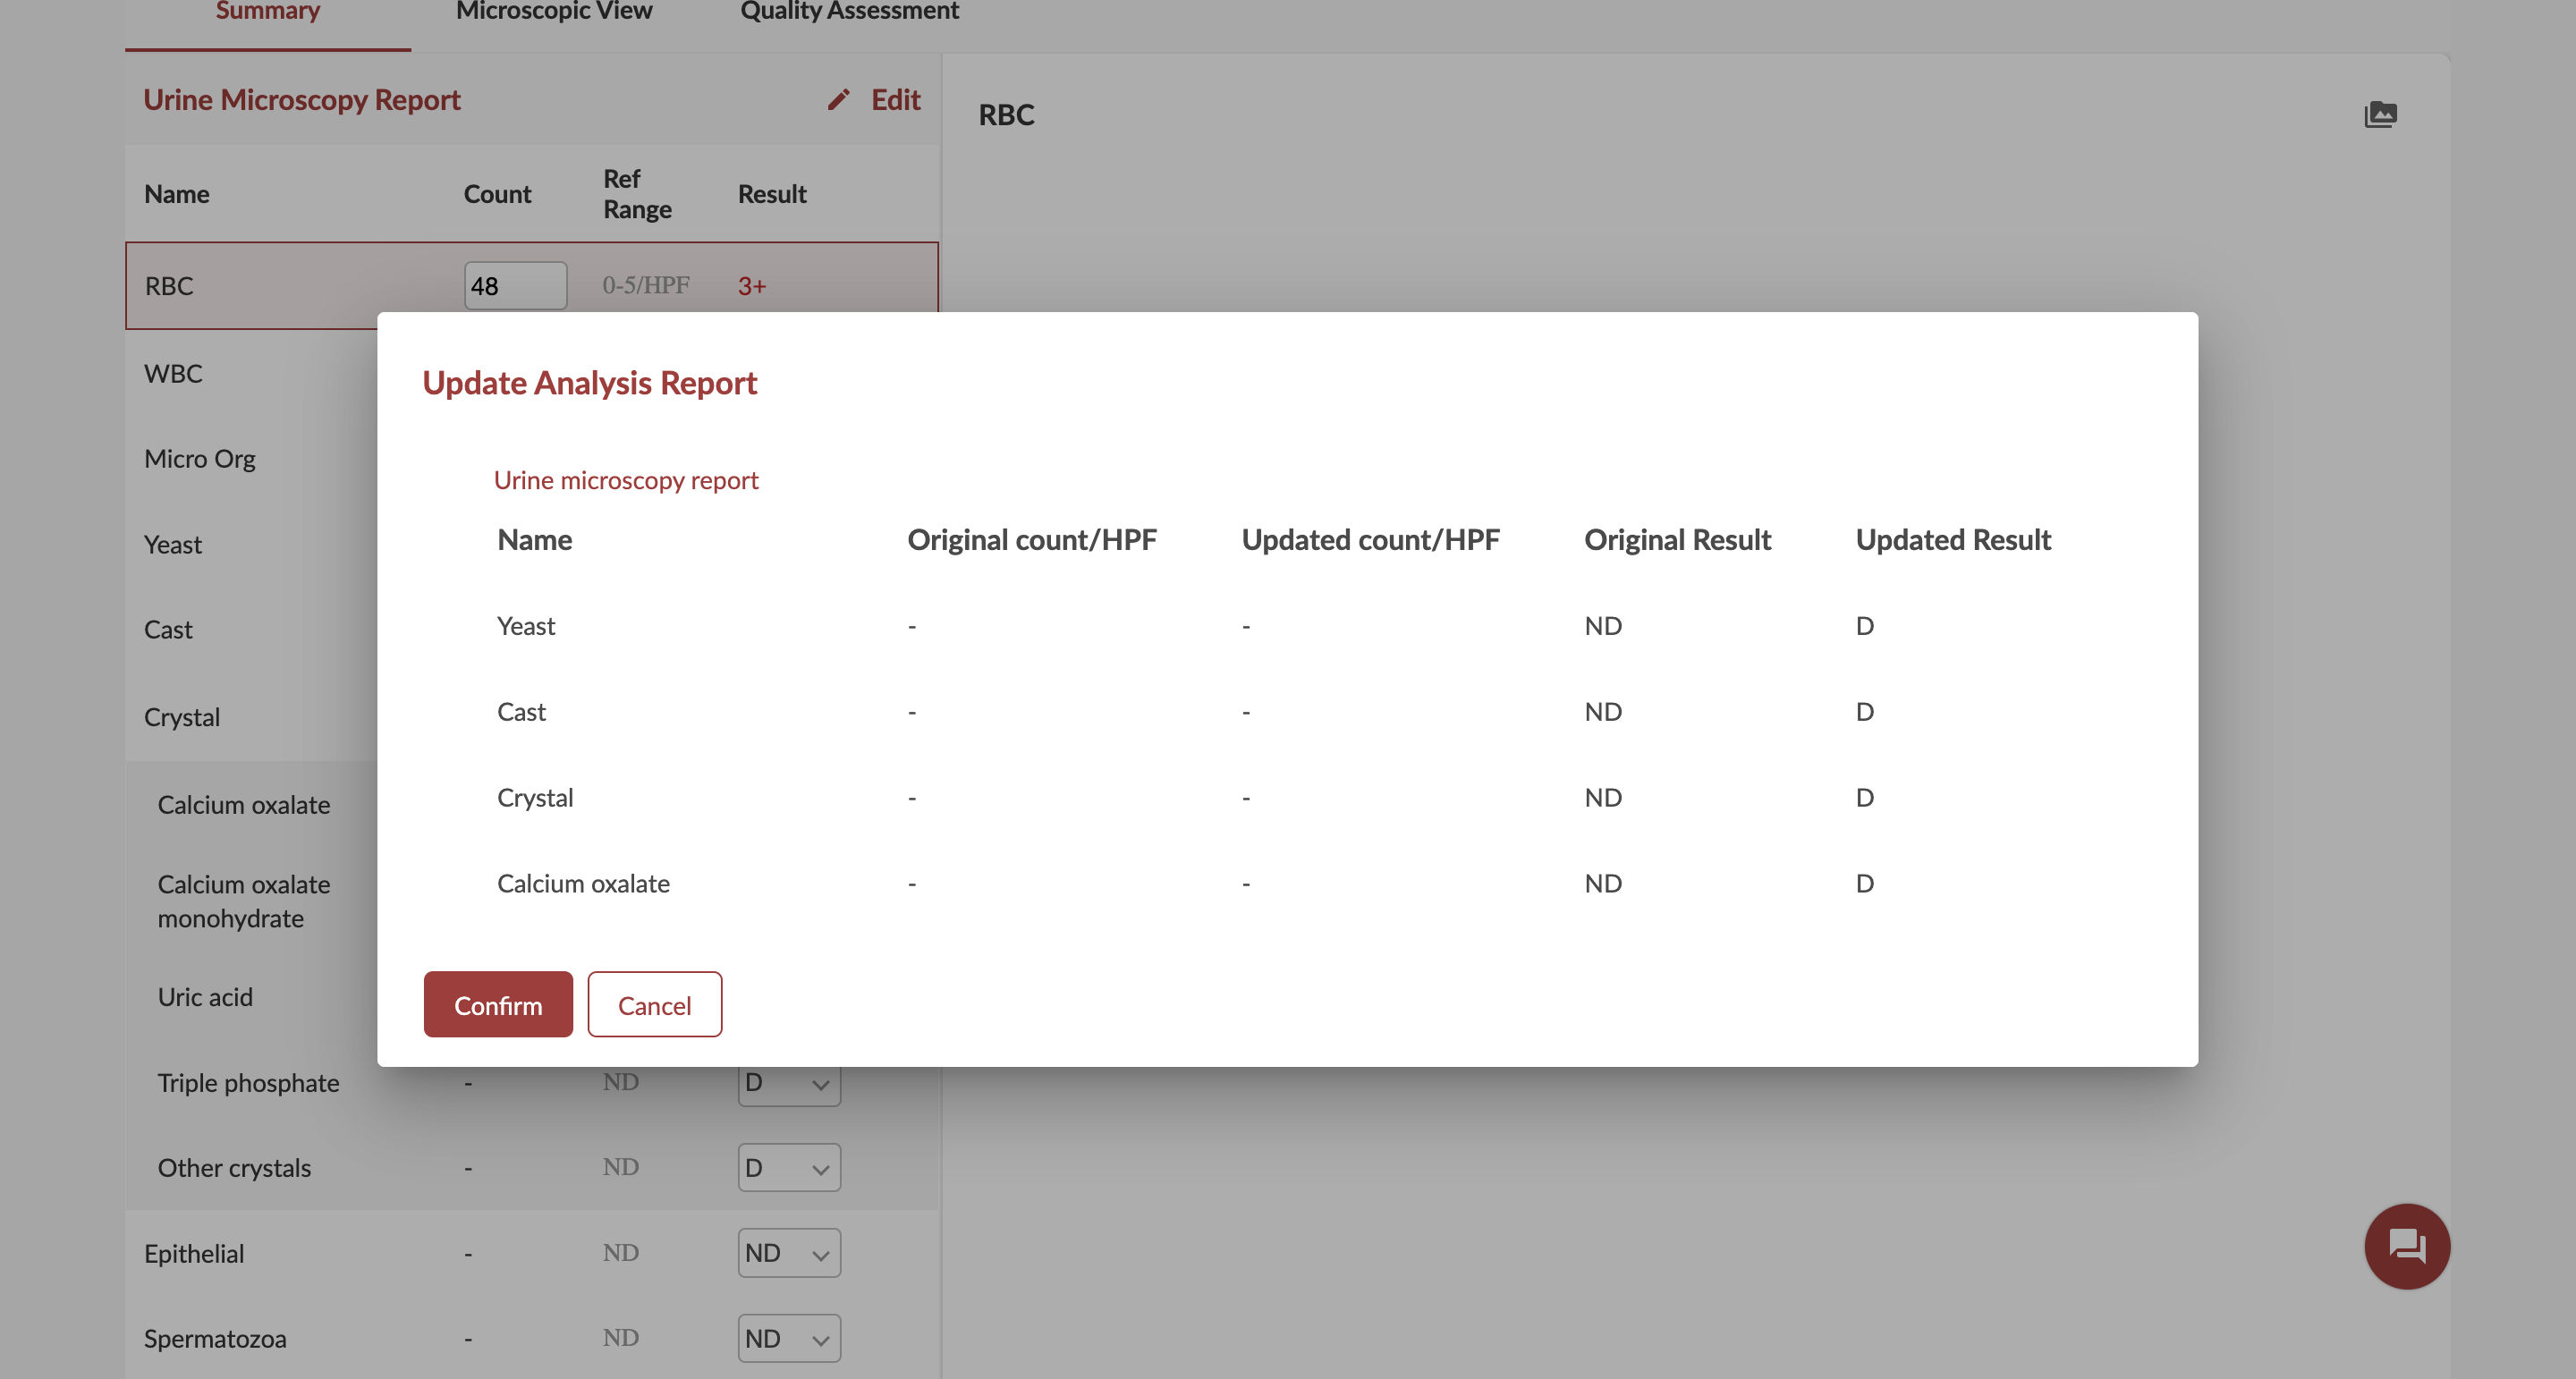 Summary Microscopic View Quality Assessment
Urine Microscopy Report Edit
RBC
Name Count Ref Range Result
RBC 48 0-5/HPF 3+
WBC
Micro Org
Yeast
Cast
Crystal
Calcium oxalate
Calcium oxalate
monohydrate
Uric acid
Triple phosphate - ND D
Other crystals - ND D
Epithelial - ND ND
Spermatozoa - ND ND
Update Analysis Report
Urine microscopy report
Name Original count/HPF Updated count/HPF Original Result Updated Result
Yeast - - ND D
Cast - - ND D
Crystal - - ND D
Calcium oxalate - - ND D
Confirm Cancel